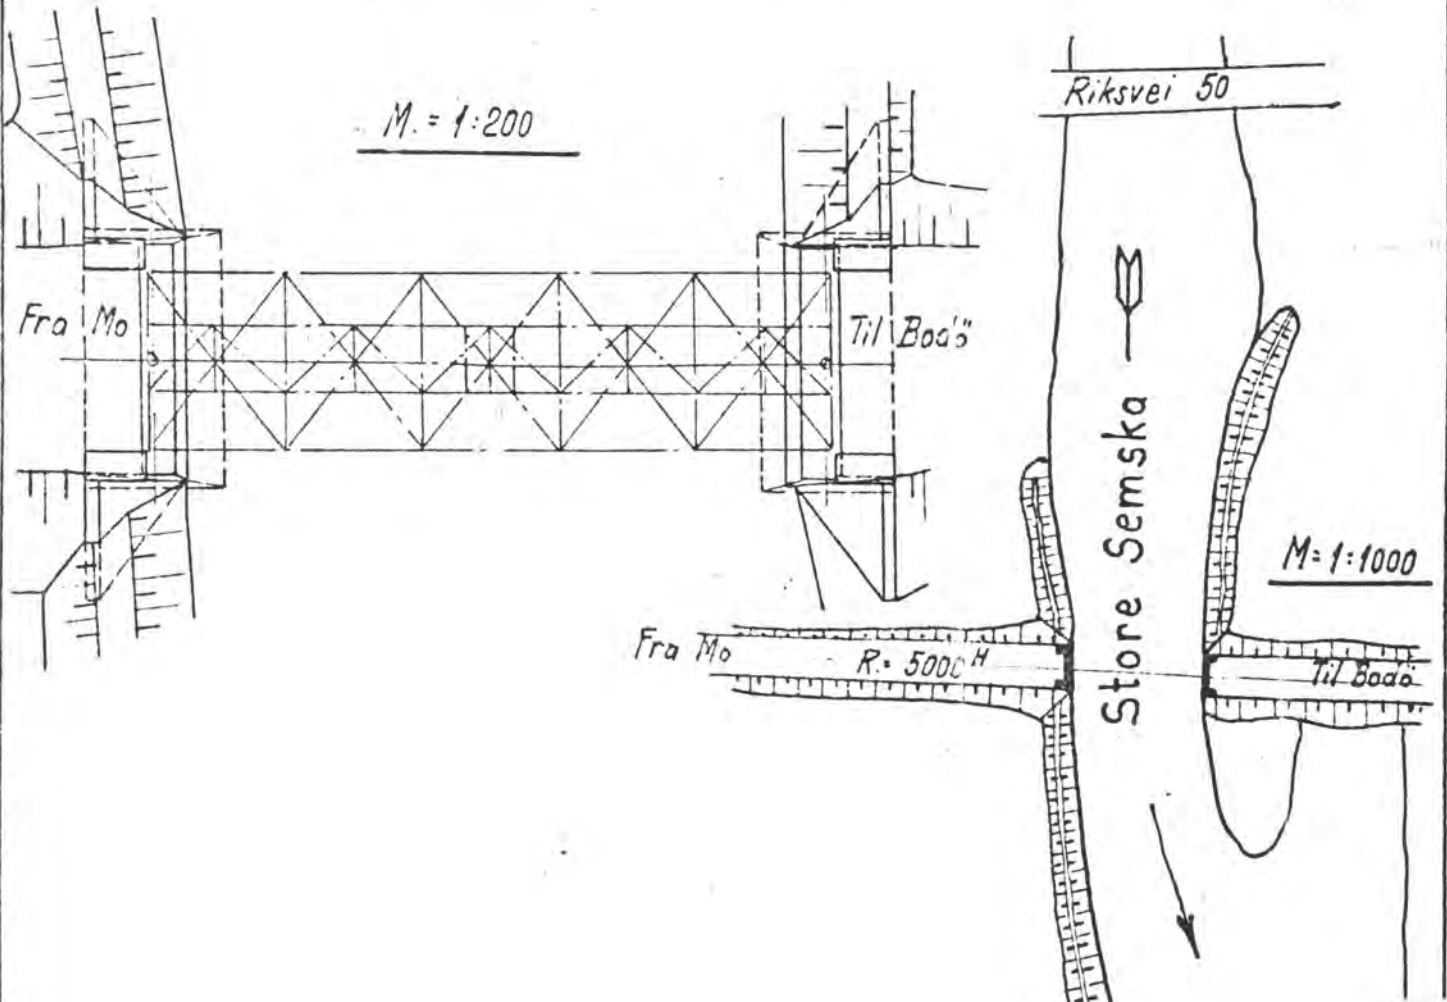 M. = 1:200
Fra Mo
Til Bodö
Riksvei 50
Store Semska
M= 1:1000
Fra Mo
R.= 5000 H
Til Bodö